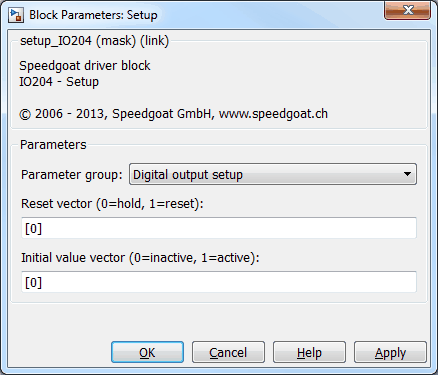 Block Parameters: Setup
setup_IO204 (mask) (link)
Speedgoat driver block
IO204 - Setup
© 2006 - 2013, Speedgoat GmbH, www.speedgoat.ch
Parameters
Parameter group: Digital output setup
Reset vector (0=hold, 1=reset):
[0]
Initial value vector (0=inactive, 1=active):
[0]
OK Cancel Help Apply